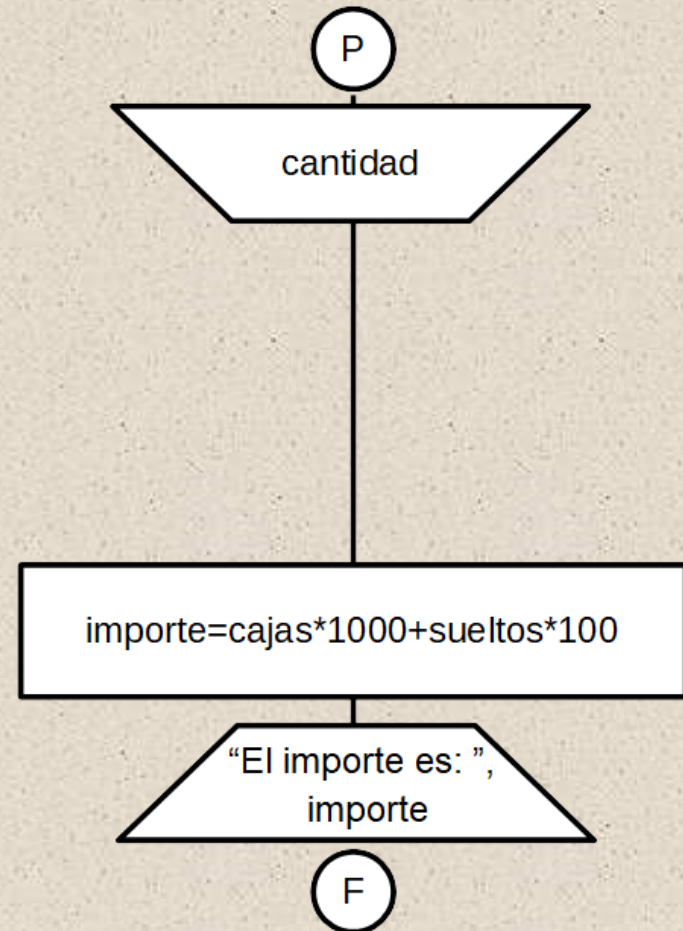 P
cantidad
importe=cajas*1000+sueltos*100
“El importe es: ”,
importe
F